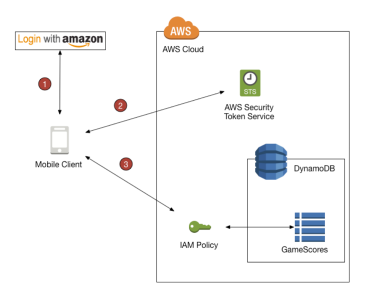 Login with amazon
AWS
AWS Cloud
1
2
STS
AWS Security
Token Service
Mobile Client
3
DynamoDB
IAM Policy
GameScores